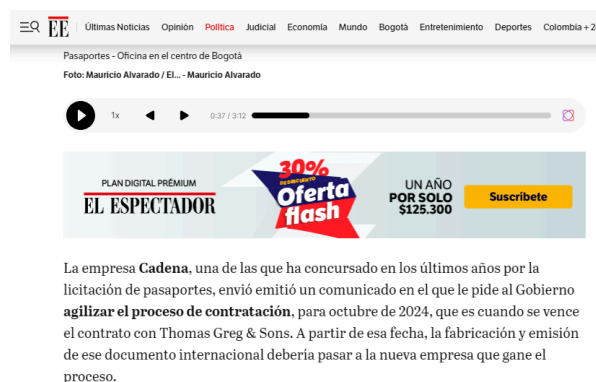 EE
Últimas Noticias Opinión Política Judicial Economía Mundo Bogotá Entretenimiento Deportes Colombia + 2
Pasaportes - Oficina en el centro de Bogotá
Foto: Mauricio Alvarado / El... - Mauricio Alvarado
1x 0:37 / 3:12
PLAN DIGITAL PRÉMIUM
EL ESPECTADOR
30%
DE DESCUENTO
Oferta
flash
UN AÑO
POR SOLO
$125.300
Suscríbete
La empresa Cadena, una de las que ha concursado en los últimos años por la
licitación de pasaportes, envió emitió un comunicado en el que le pide al Gobierno
agilizar el proceso de contratación, para octubre de 2024, que es cuando se vence
el contrato con Thomas Greg & Sons. A partir de esa fecha, la fabricación y emisión
de ese documento internacional debería pasar a la nueva empresa que gane el
proceso.